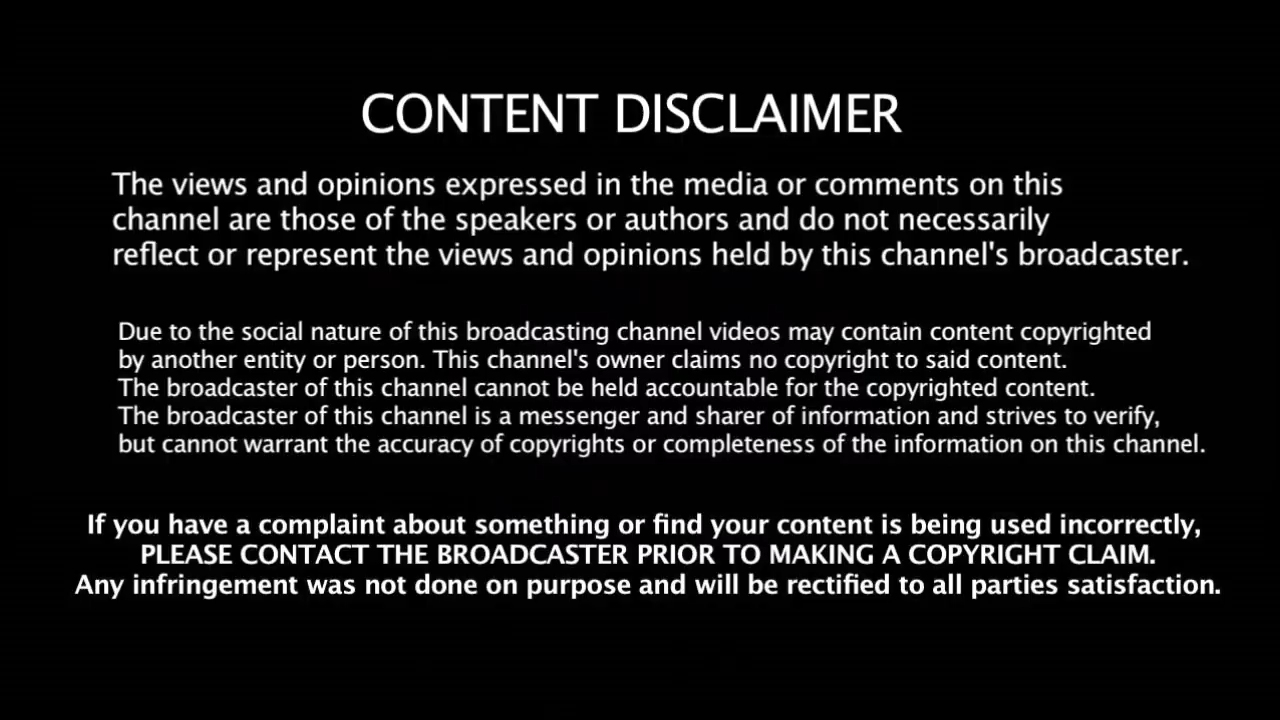 CONTENT DISCLAIMER
The views and opinions expressed in the media or comments on this
channel are those of the speakers or authors and do not necessarily
reflect or represent the views and opinions held by this channel's broadcaster.
Due to the social nature of this broadcasting channel videos may contain content copyrighted
by another entity or person. This channel's owner claims no copyright to said content.
The broadcaster of this channel cannot be held accountable for the copyrighted content.
The broadcaster of this channel is a messenger and sharer of information and strives to verify,
but cannot warrant the accuracy of copyrights or completeness of the information on this channel.
If you have a complaint about something or find your content is being used incorrectly,
PLEASE CONTACT THE BROADCASTER PRIOR TO MAKING A COPYRIGHT CLAIM.
Any infringement was not done on purpose and will be rectified to all parties satisfaction.